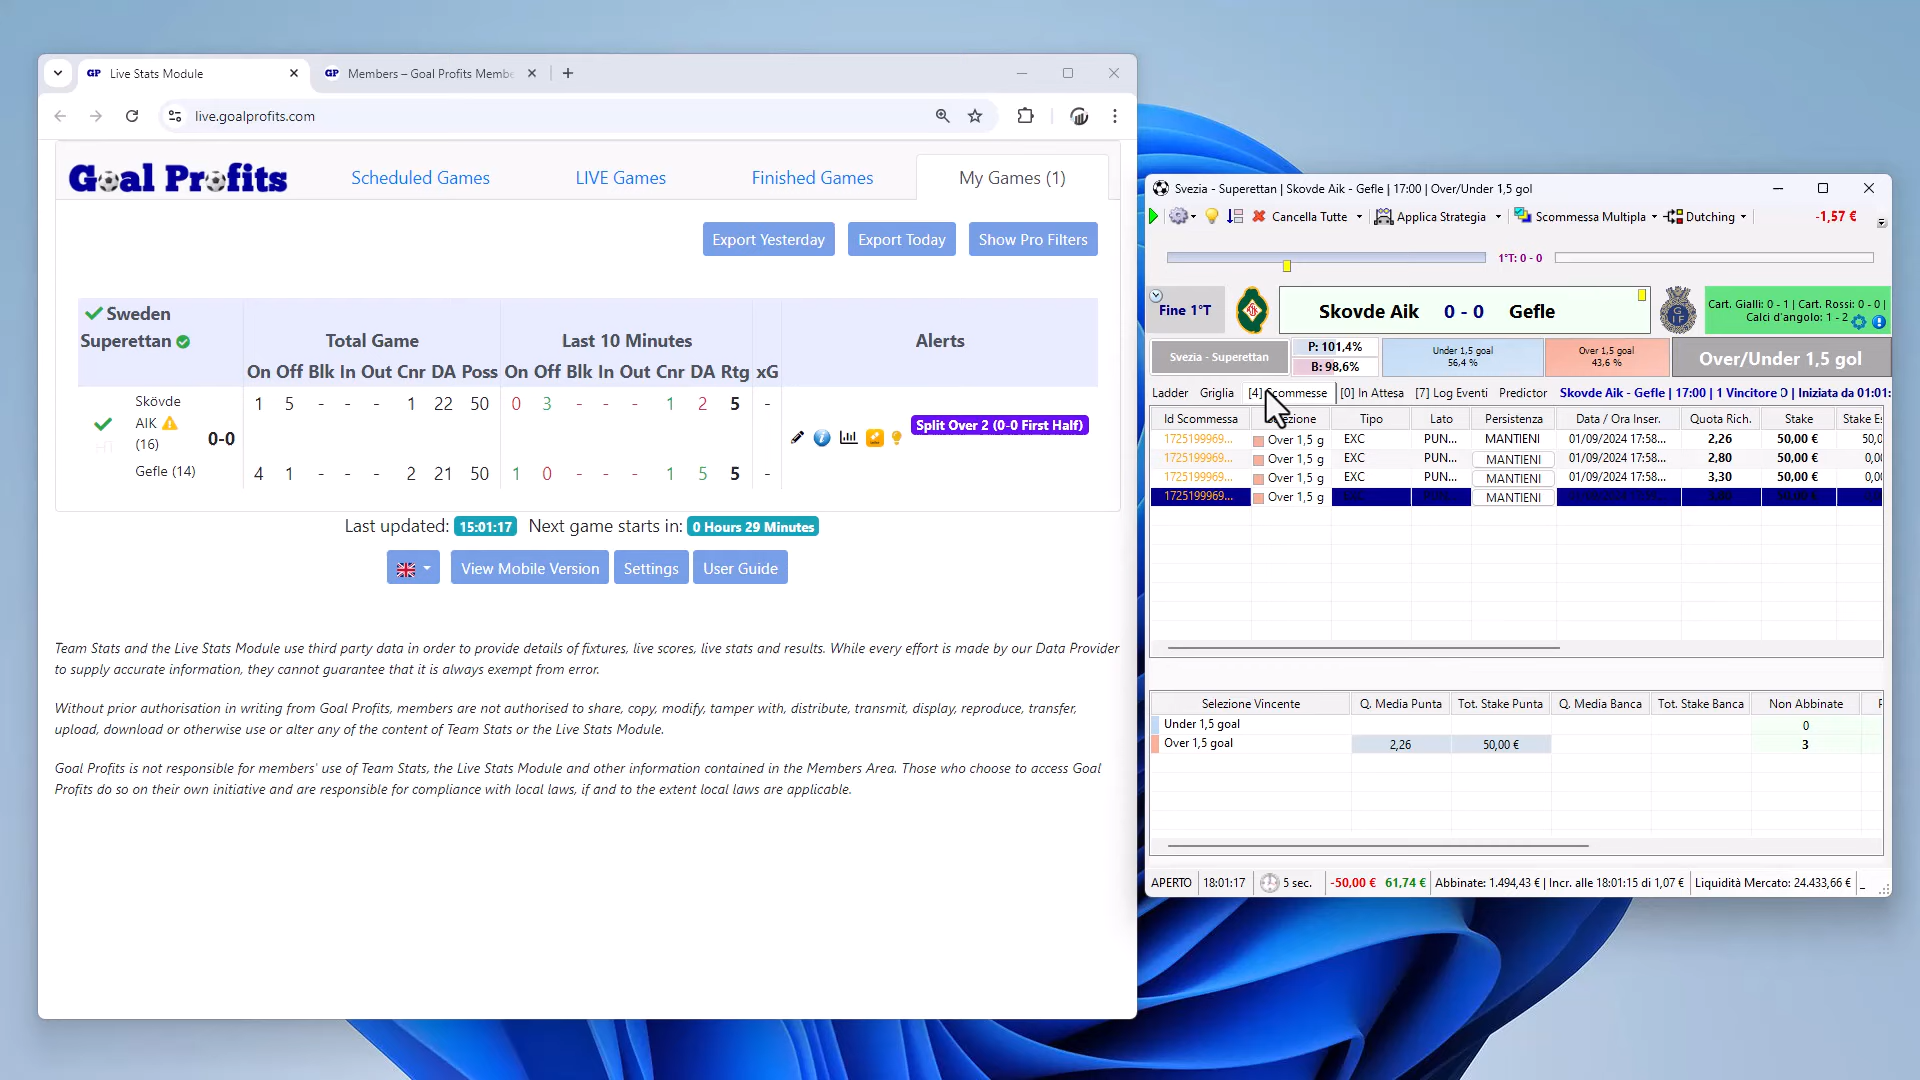 Live Stats Module
Members – Goal Profits Membe
live.goalprofits.com
Goal Profits
Scheduled Games
LIVE Games
Finished Games
My Games (1)
Export Yesterday
Export Today
Show Pro Filters
Sweden
Superettan
Total Game
Last 10 Minutes
Alerts
On Off Blk In Out Cnr DA Poss On Off Blk In Out Cnr DA Rtg xG
Skövde
AIK
(16)
0-0
1 5 - - - 1 22 50 0 3 - - - 1 2 5 -
Split Over 2 (0-0 First Half)
Gefle (14)
4 1 - - - 2 21 50 1 0 - - - 1 5 5 -
Last updated: 15:01:17 Next game starts in: 0 Hours 29 Minutes
View Mobile Version
Settings
User Guide
Team Stats and the Live Stats Module use third party data in order to provide details of fixtures, live scores, live stats and results. While every effort is made by our Data Provider
to supply accurate information, they cannot guarantee that it is always exempt from error.
Without prior authorisation in writing from Goal Profits, members are not authorised to share, copy, modify, tamper with, distribute, transmit, display, reproduce, transfer,
upload, download or otherwise use or alter any of the content of Team Stats or the Live Stats Module.
Goal Profits is not responsible for members' use of Team Stats, the Live Stats Module and other information contained in the Members Area. Those who choose to access Goal
Profits do so on their own initiative and are responsible for compliance with local laws, if and to the extent local laws are applicable.
Svezia - Superettan | Skovde Aik - Gefle | 17:00 | Over/Under 1,5 gol
Cancella Tutte
Applica Strategia
Scommessa Multipla
Dutching
-1,57 €
1°T: 0 - 0
Fine 1°T
Skovde Aik 0 - 0 Gefle
Cart. Gialli: 0 - 1 | Cart. Rossi: 0 - 0 |
Calci d'angolo: 1 - 2
Svezia - Superettan
P: 101,4%
B: 98,6%
Under 1,5 goal
56,4 %
Over 1,5 goal
43,6 %
Over/Under 1,5 gol
Ladder
Griglia
[4] ommesse
[0] In Attesa
[7] Log Eventi
Predictor
Skovde Aik - Gefle | 17:00 | 1 Vincitore | Iniziata da 01:01:
Id Scommessa ezione Tipo Lato Persistenza Data / Ora Inser. Quota Rich. Stake Stake Es
1725199969... Over 1,5 g EXC PUN... MANTIENI 01/09/2024 17:58... 2,26 50,00 € 50,0
1725199969... Over 1,5 g EXC PUN... MANTIENI 01/09/2024 17:58... 2,80 50,00 € 0,00
1725199969... Over 1,5 g EXC PUN... MANTIENI 01/09/2024 17:58... 3,30 50,00 € 0,00
1725199969... Over 1,5 g EXC PUN... MANTIENI 50,00 € 0,00
Selezione Vincente Q. Media Punta Tot. Stake Punta Q. Media Banca Tot. Stake Banca Non Abbinate
Under 1,5 goal 0
Over 1,5 goal 2,26 50,00 € 3
APERTO 18:01:17 5 sec. -50,00 € 61,74 € Abbinate: 1.494,43 € | Incr. alle 18:01:15 di 1,07 € Liquidità Mercato: 24.433,66 €